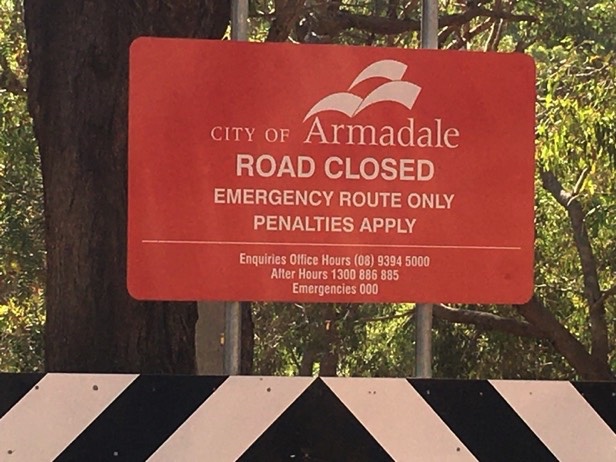 CITY OF Armadale
ROAD CLOSED
EMERGENCY ROUTE ONLY
PENALTIES APPLY
Enquiries Office Hours (08) 9394 5000
After Hours 1300 886 885
Emergencies 000